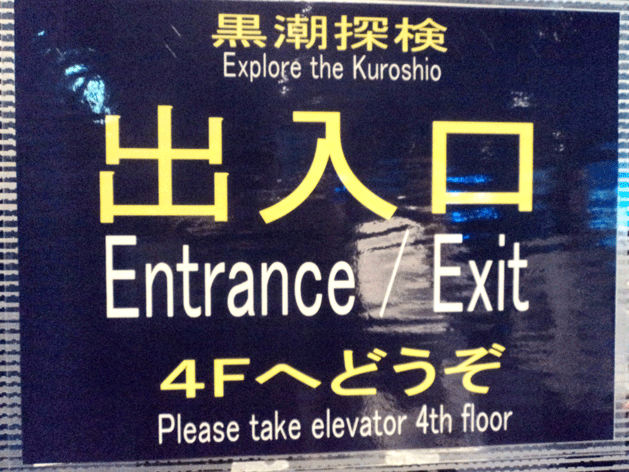 黒潮探検
Explore the Kuroshio
出入口
Entrance / Exit
4Fへどうぞ
Please take elevator 4th floor